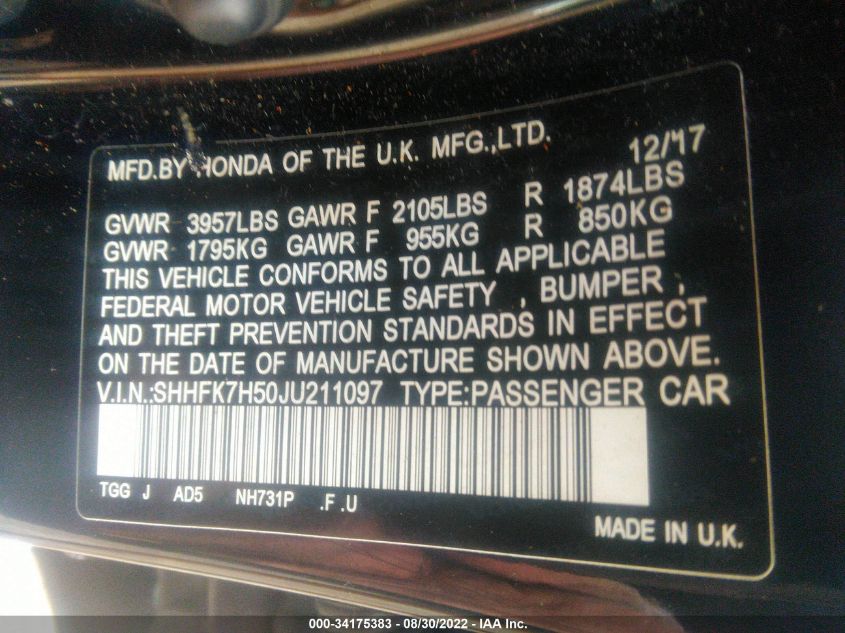 MFD.BY HONDA OF THE U.K. MFG.,LTD. 12/17
GVWR 3957LBS GAWR F 2105LBS R 1874LBS
GVWR 1795KG GAWR F 955KG R 850KG
THIS VEHICLE CONFORMS TO ALL APPLICABLE
FEDERAL MOTOR VEHICLE SAFETY , BUMPER ,
AND THEFT PREVENTION STANDARDS IN EFFECT
ON THE DATE OF MANUFACTURE SHOWN ABOVE.
V.I.N.:SHHFK7H50JU211097 TYPE:PASSENGER CAR
TGG J AD5 NH731P .F .U
MADE IN U.K.
000-34175383 - 08/30/2022 - IAA Inc.